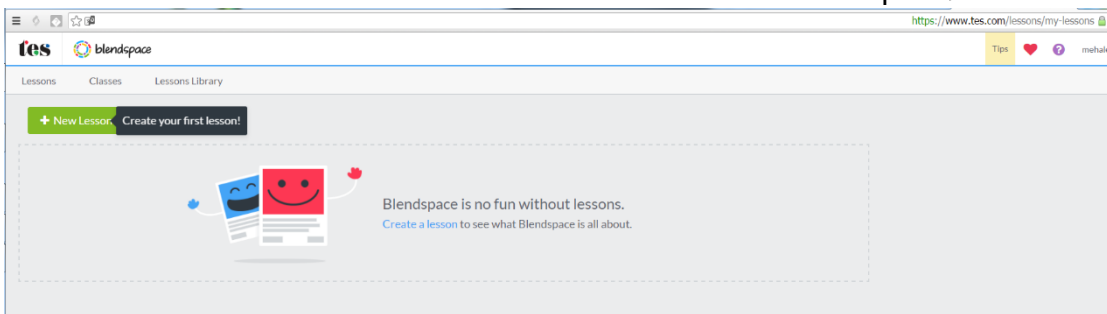 https://www.tes.com/lessons/my-lessons
tes blendspace Tips ?
Lessons Classes Lessons Library
+ New Lesson Create your first lesson!
Blendspace is no fun without lessons.
Create a lesson to see what Blendspace is all about.